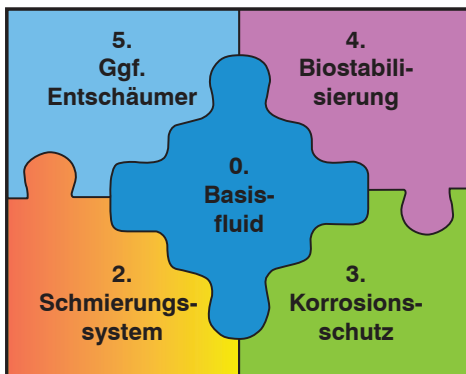 5.
Ggf.
Entschäumer
4.
Biostabili-
sierung
0.
Basis-
fluid
2.
Schmierungs-
system
3.
Korrosions-
schutz